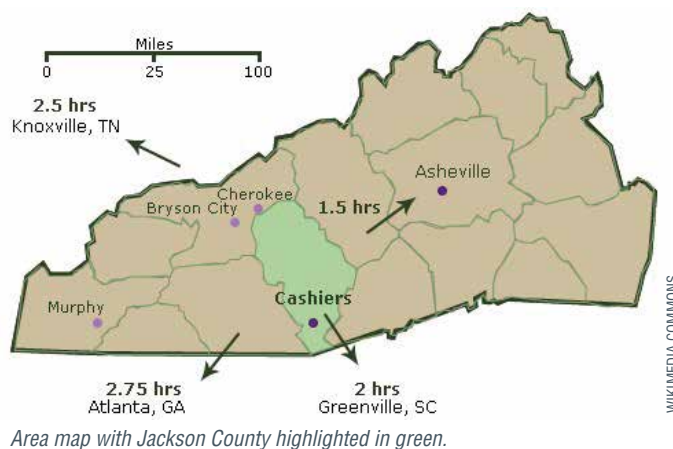 Miles
0 25 100
2.5 hrs
Knoxville, TN
Asheville
Cherokee
Bryson City
1.5 hrs
Cashiers
Murphy
2.75 hrs
Atlanta, GA
2 hrs
Greenville, SC
WIKIMEDIA COMMONS
Area map with Jackson County highlighted in green.